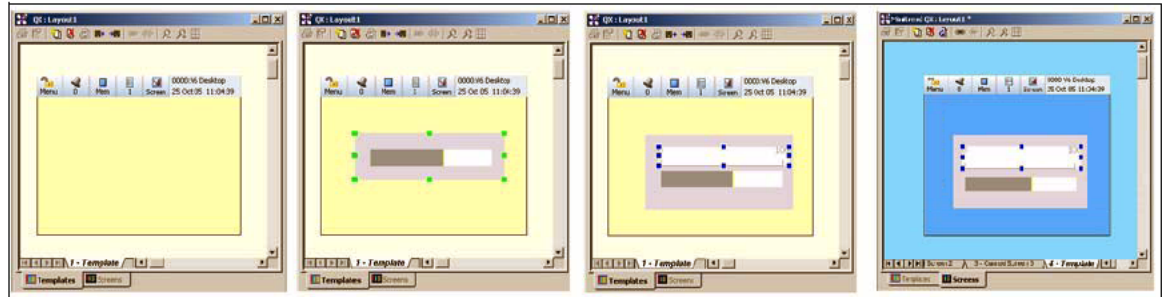 QX: Layout1
0000:V6 Desktop
Menu 0 Mem 1 Screen 25 Oct 05 11:04:39
1 - Template
Templates Screens
QX: Layout1
0000:V6 Desktop
Menu 0 Mem 1 Screen 25 Oct 05 11:04:39
1 - Template
Templates Screens
QX: Layout1
0000:V6 Desktop
Menu 0 Mem 1 Screen 25 Oct 05 11:04:39
1 - Template
Templates Screens
QX: Layout1 *
0000 V6 Desktop
Menu 0 Mem 1 Screen 25 Oct 05 11:04:39
Screen 2 4 - Template
Templates Screens